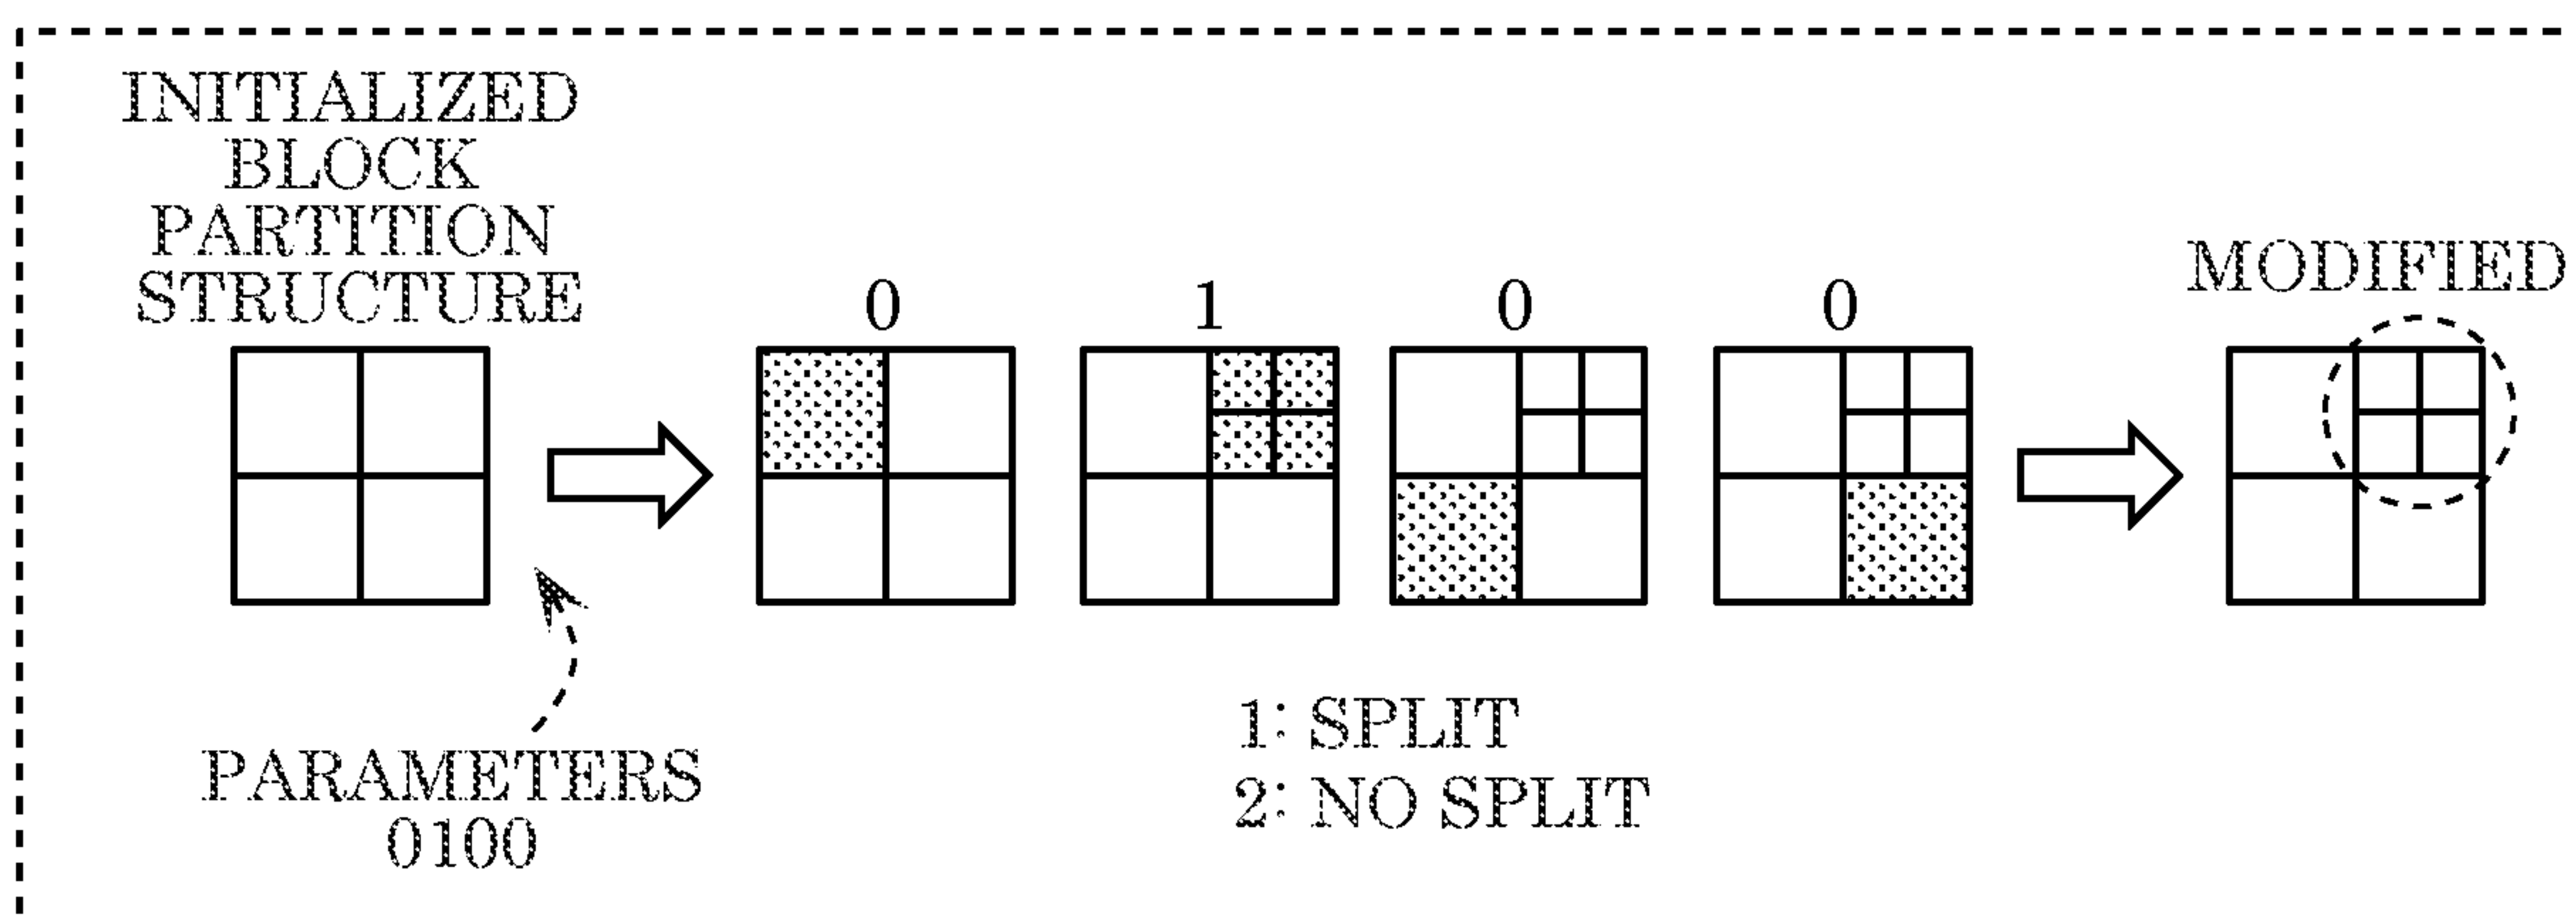 INITIALIZED
BLOCK
PARTITION
STRUCTURE
0
1
0
0
MODIFIED
PARAMETERS
0100
1: SPLIT
2: NO SPLIT